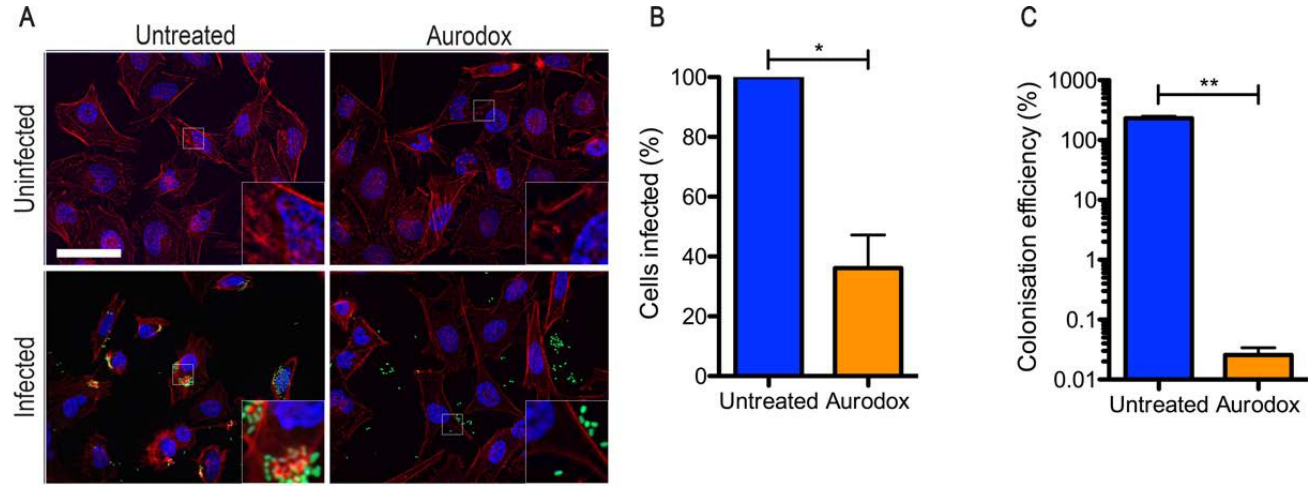 A
Untreated
Aurodox
Uninfected
Infected
B
*
Cells infected (%)
100
80
60
40
20
0
Untreated Aurodox
C
**
Colonisation efficiency (%)
1000
100
10
1
0.1
0.01
Untreated Aurodox